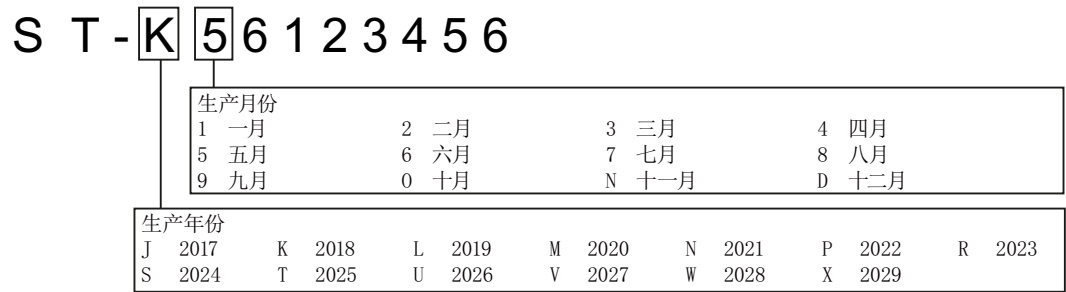 S T-K 5 6 1 2 3 4 5 6
生产月份
1 一月 2 二月 3 三月 4 四月
5 五月 6 六月 7 七月 8 八月
9 九月 O 十月 N 十一月 D 十二月
生产年份
J 2017 K 2018 L 2019 M 2020 N 2021 P 2022 R 2023
S 2024 T 2025 U 2026 V 2027 W 2028 X 2029